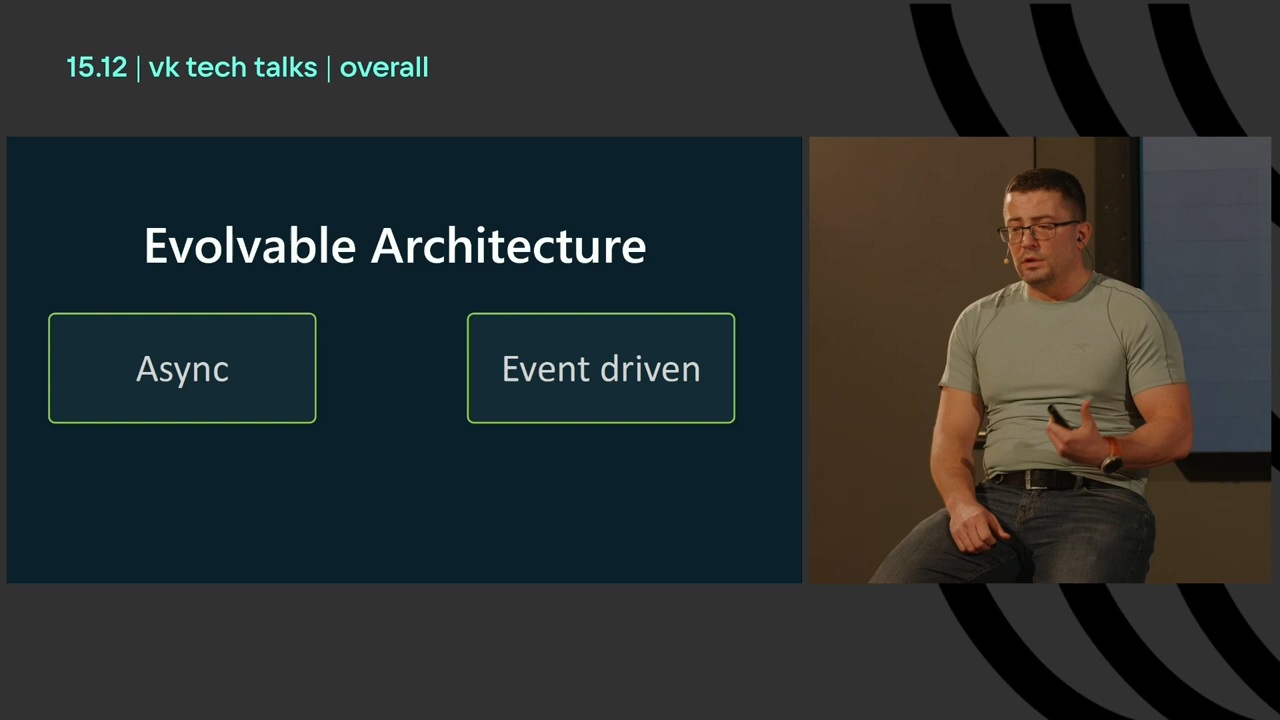 15.12 | vk tech talks | overall
Evolvable Architecture
Async
Event driven